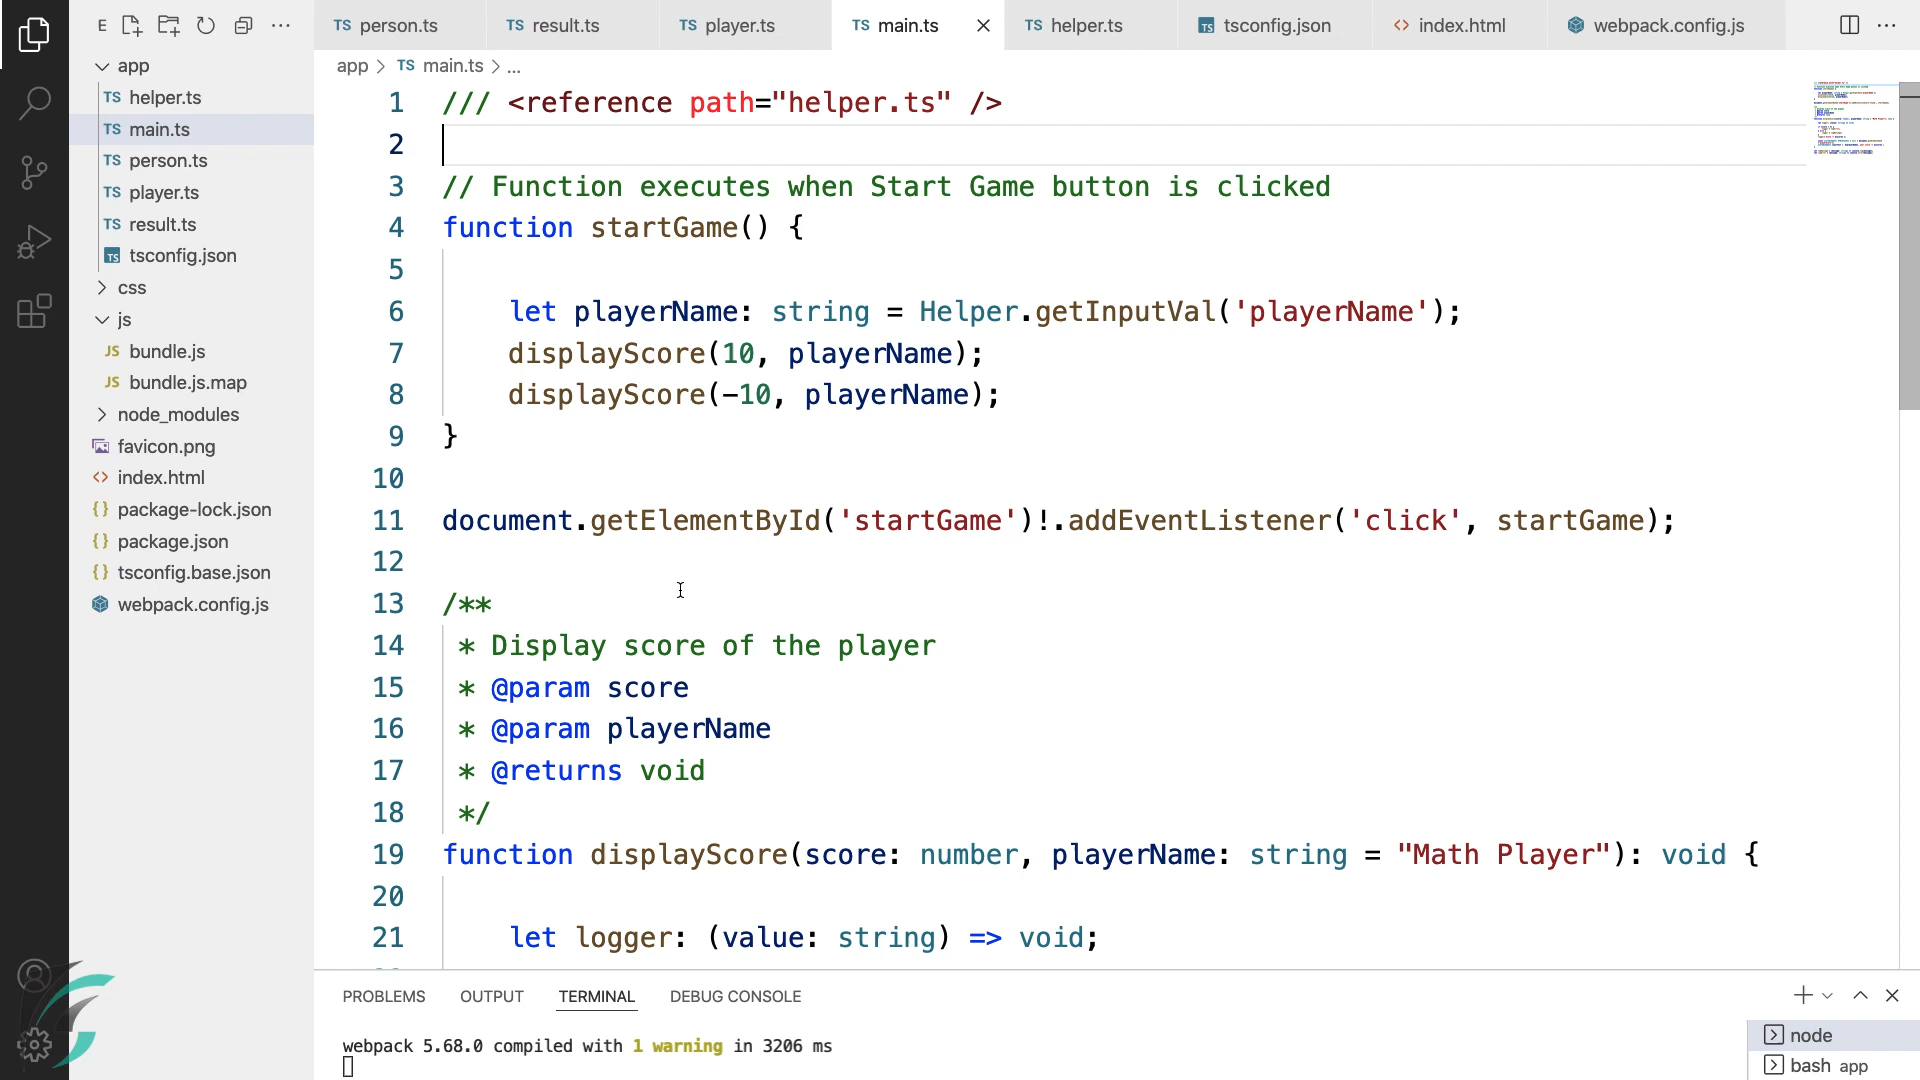 E
person.ts
result.ts
player.ts
main.ts
helper.ts
tsconfig.json
index.html
webpack.config.js
app
TS helper.ts
TS main.ts
TS person.ts
TS player.ts
TS result.ts
TS tsconfig.json
css
js
JS bundle.js
JS bundle.js.map
node_modules
favicon.png
<> index.html
{} package-lock.json
{} package.json
{} tsconfig.base.json
webpack.config.js
app > TS main.ts > ...
1 /// <reference path="helper.ts" />
2
3 // Function executes when Start Game button is clicked
4 function startGame() {
5
6 let playerName: string = Helper.getInputVal('playerName');
7 displayScore(10, playerName);
8 displayScore(-10, playerName);
9 }
10
11 document.getElementById('startGame')!.addEventListener('click', startGame);
12
13 /**
14 * Display score of the player
15 * @param score
16 * @param playerName
17 * @returns void
18 */
19 function displayScore(score: number, playerName: string = "Math Player"): void {
20
21 let logger: (value: string) => void;
PROBLEMS OUTPUT TERMINAL DEBUG CONSOLE
webpack 5.68.0 compiled with 1 warning in 3206 ms
node
bash app